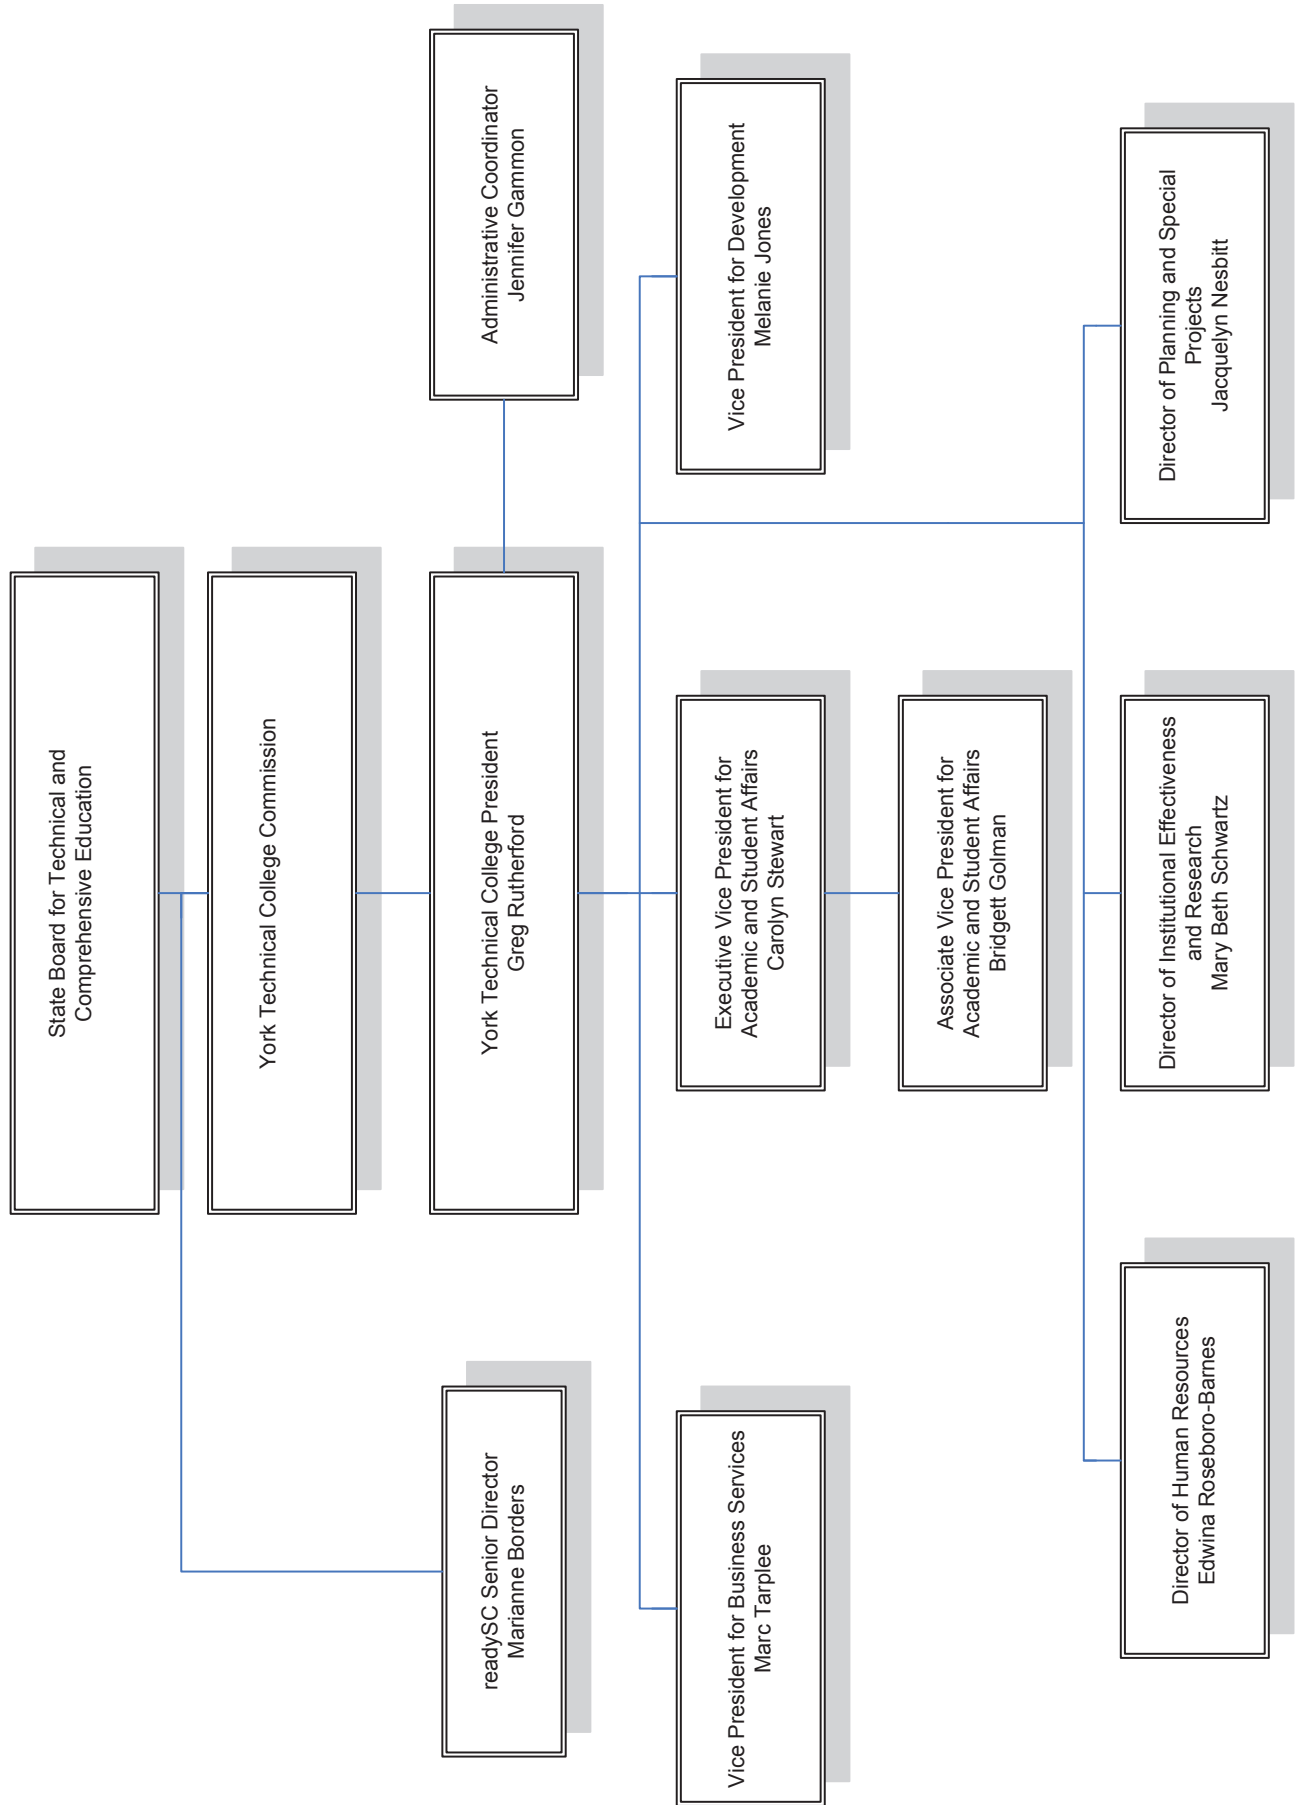 State Board for Technical and
Comprehensive Education
York Technical College Commission
readySC Senior Director
Marianne Borders
York Technical College President
Greg Rutherford
Administrative Coordinator
Jennifer Gammon
Vice President for Business Services
Marc Tarplee
Executive Vice President for
Academic and Student Affairs
Carolyn Stewart
Vice President for Development
Melanie Jones
Associate Vice President for
Academic and Student Affairs
Bridgett Golman
Director of Human Resources
Edwina Roseboro-Barnes
Director of Institutional Effectiveness
and Research
Mary Beth Schwartz
Director of Planning and Special
Projects
Jacquelyn Nesbitt